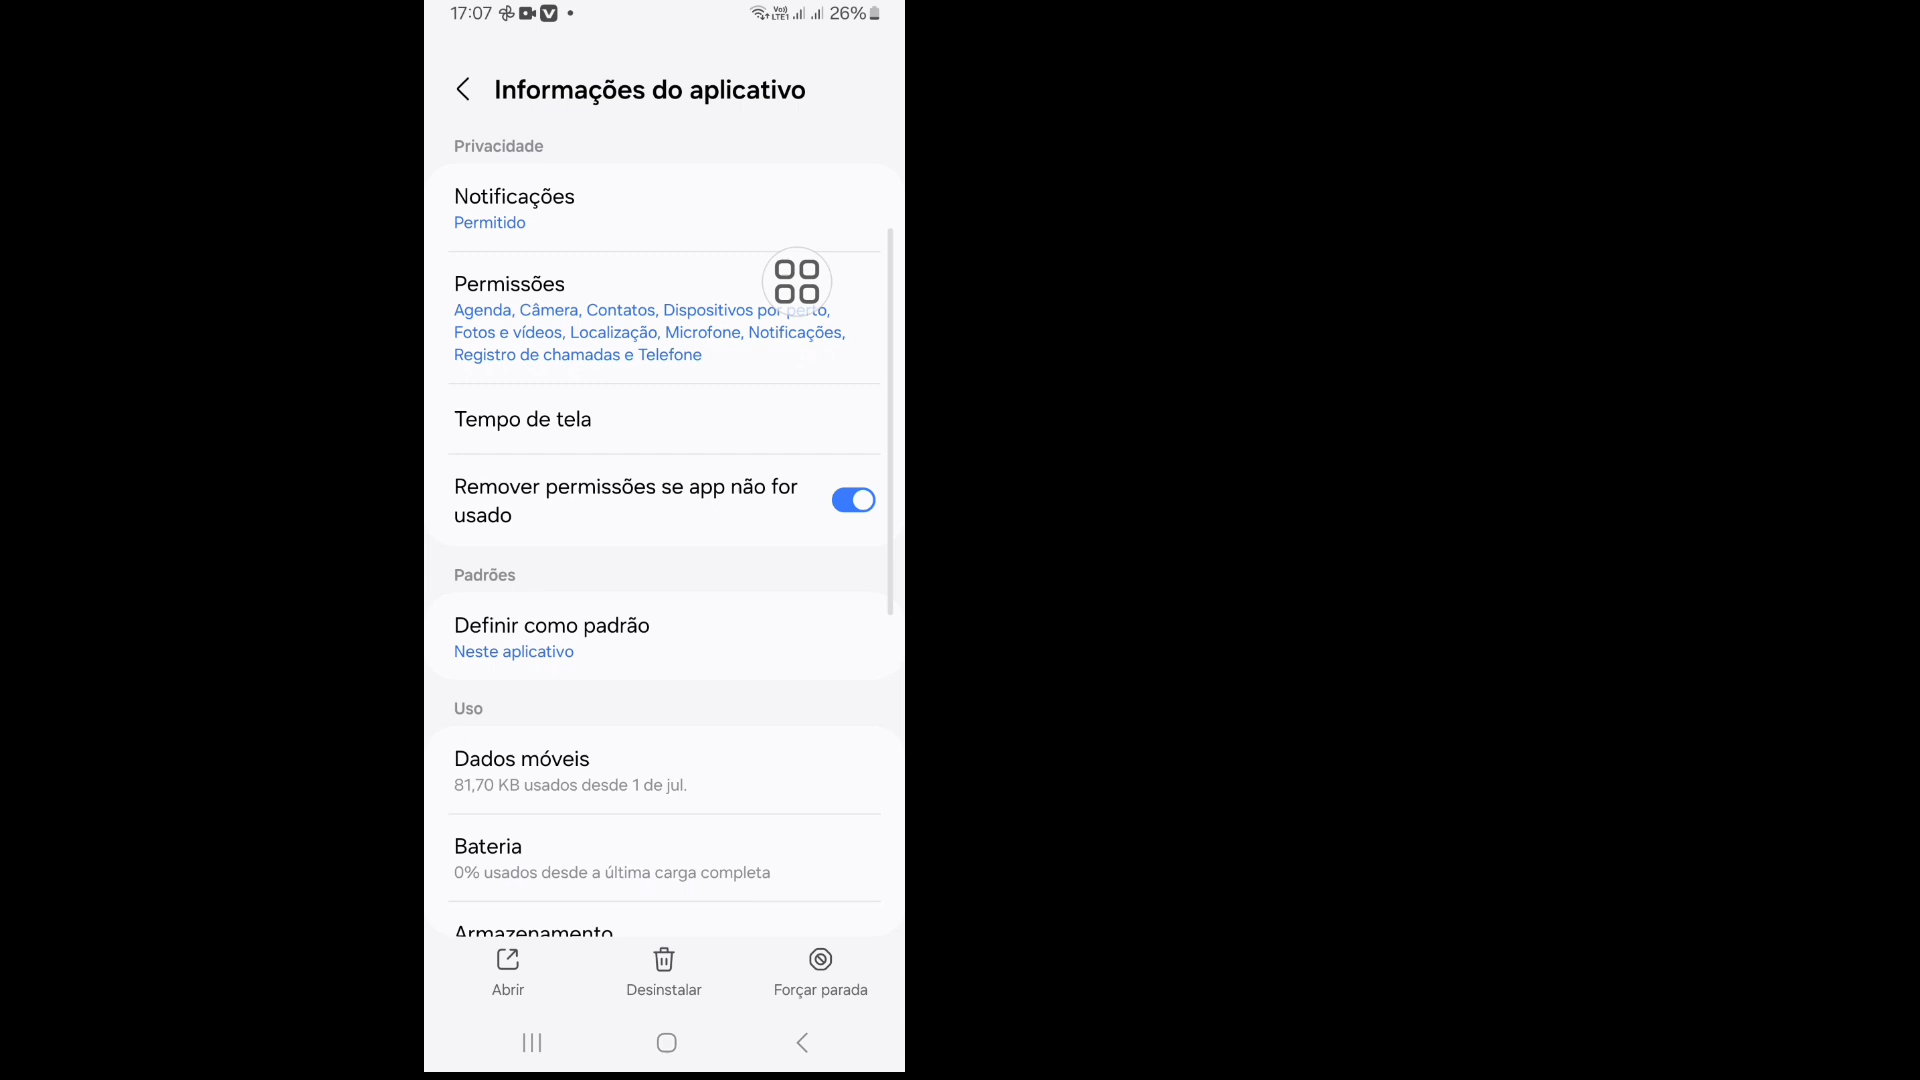 17:07
Vo)) LTE1
26%
Informações do aplicativo
Privacidade
Notificações
Permitido
Permissões
Agenda, Câmera, Contatos, Dispositivos por perto,
Fotos e vídeos, Localização, Microfone, Notificações,
Registro de chamadas e Telefone
Tempo de tela
Remover permissões se app não for
usado
Padrões
Definir como padrão
Neste aplicativo
Uso
Dados móveis
81,70 KB usados desde 1 de jul.
Bateria
0% usados desde a última carga completa
Armazenamento
Abrir
Desinstalar
Forçar parada